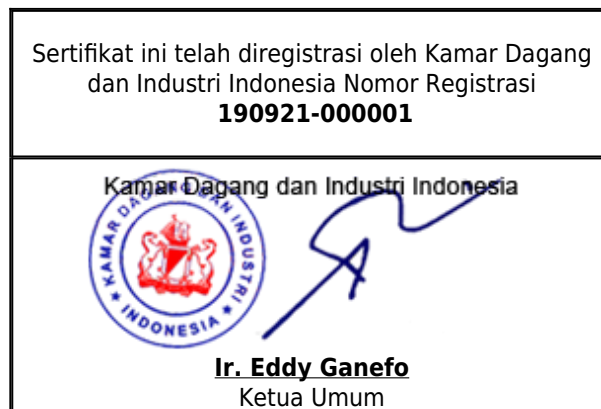 Sertifikat ini telah diregistrasi oleh Kamar Dagang
dan Industri Indonesia Nomor Registrasi
190921-000001
Kamar Dagang dan Industri Indonesia
KAMAR DAGANG DAN INDUSTRI
★ INDONESIA ★
Ir. Eddy Ganefo
Ketua Umum